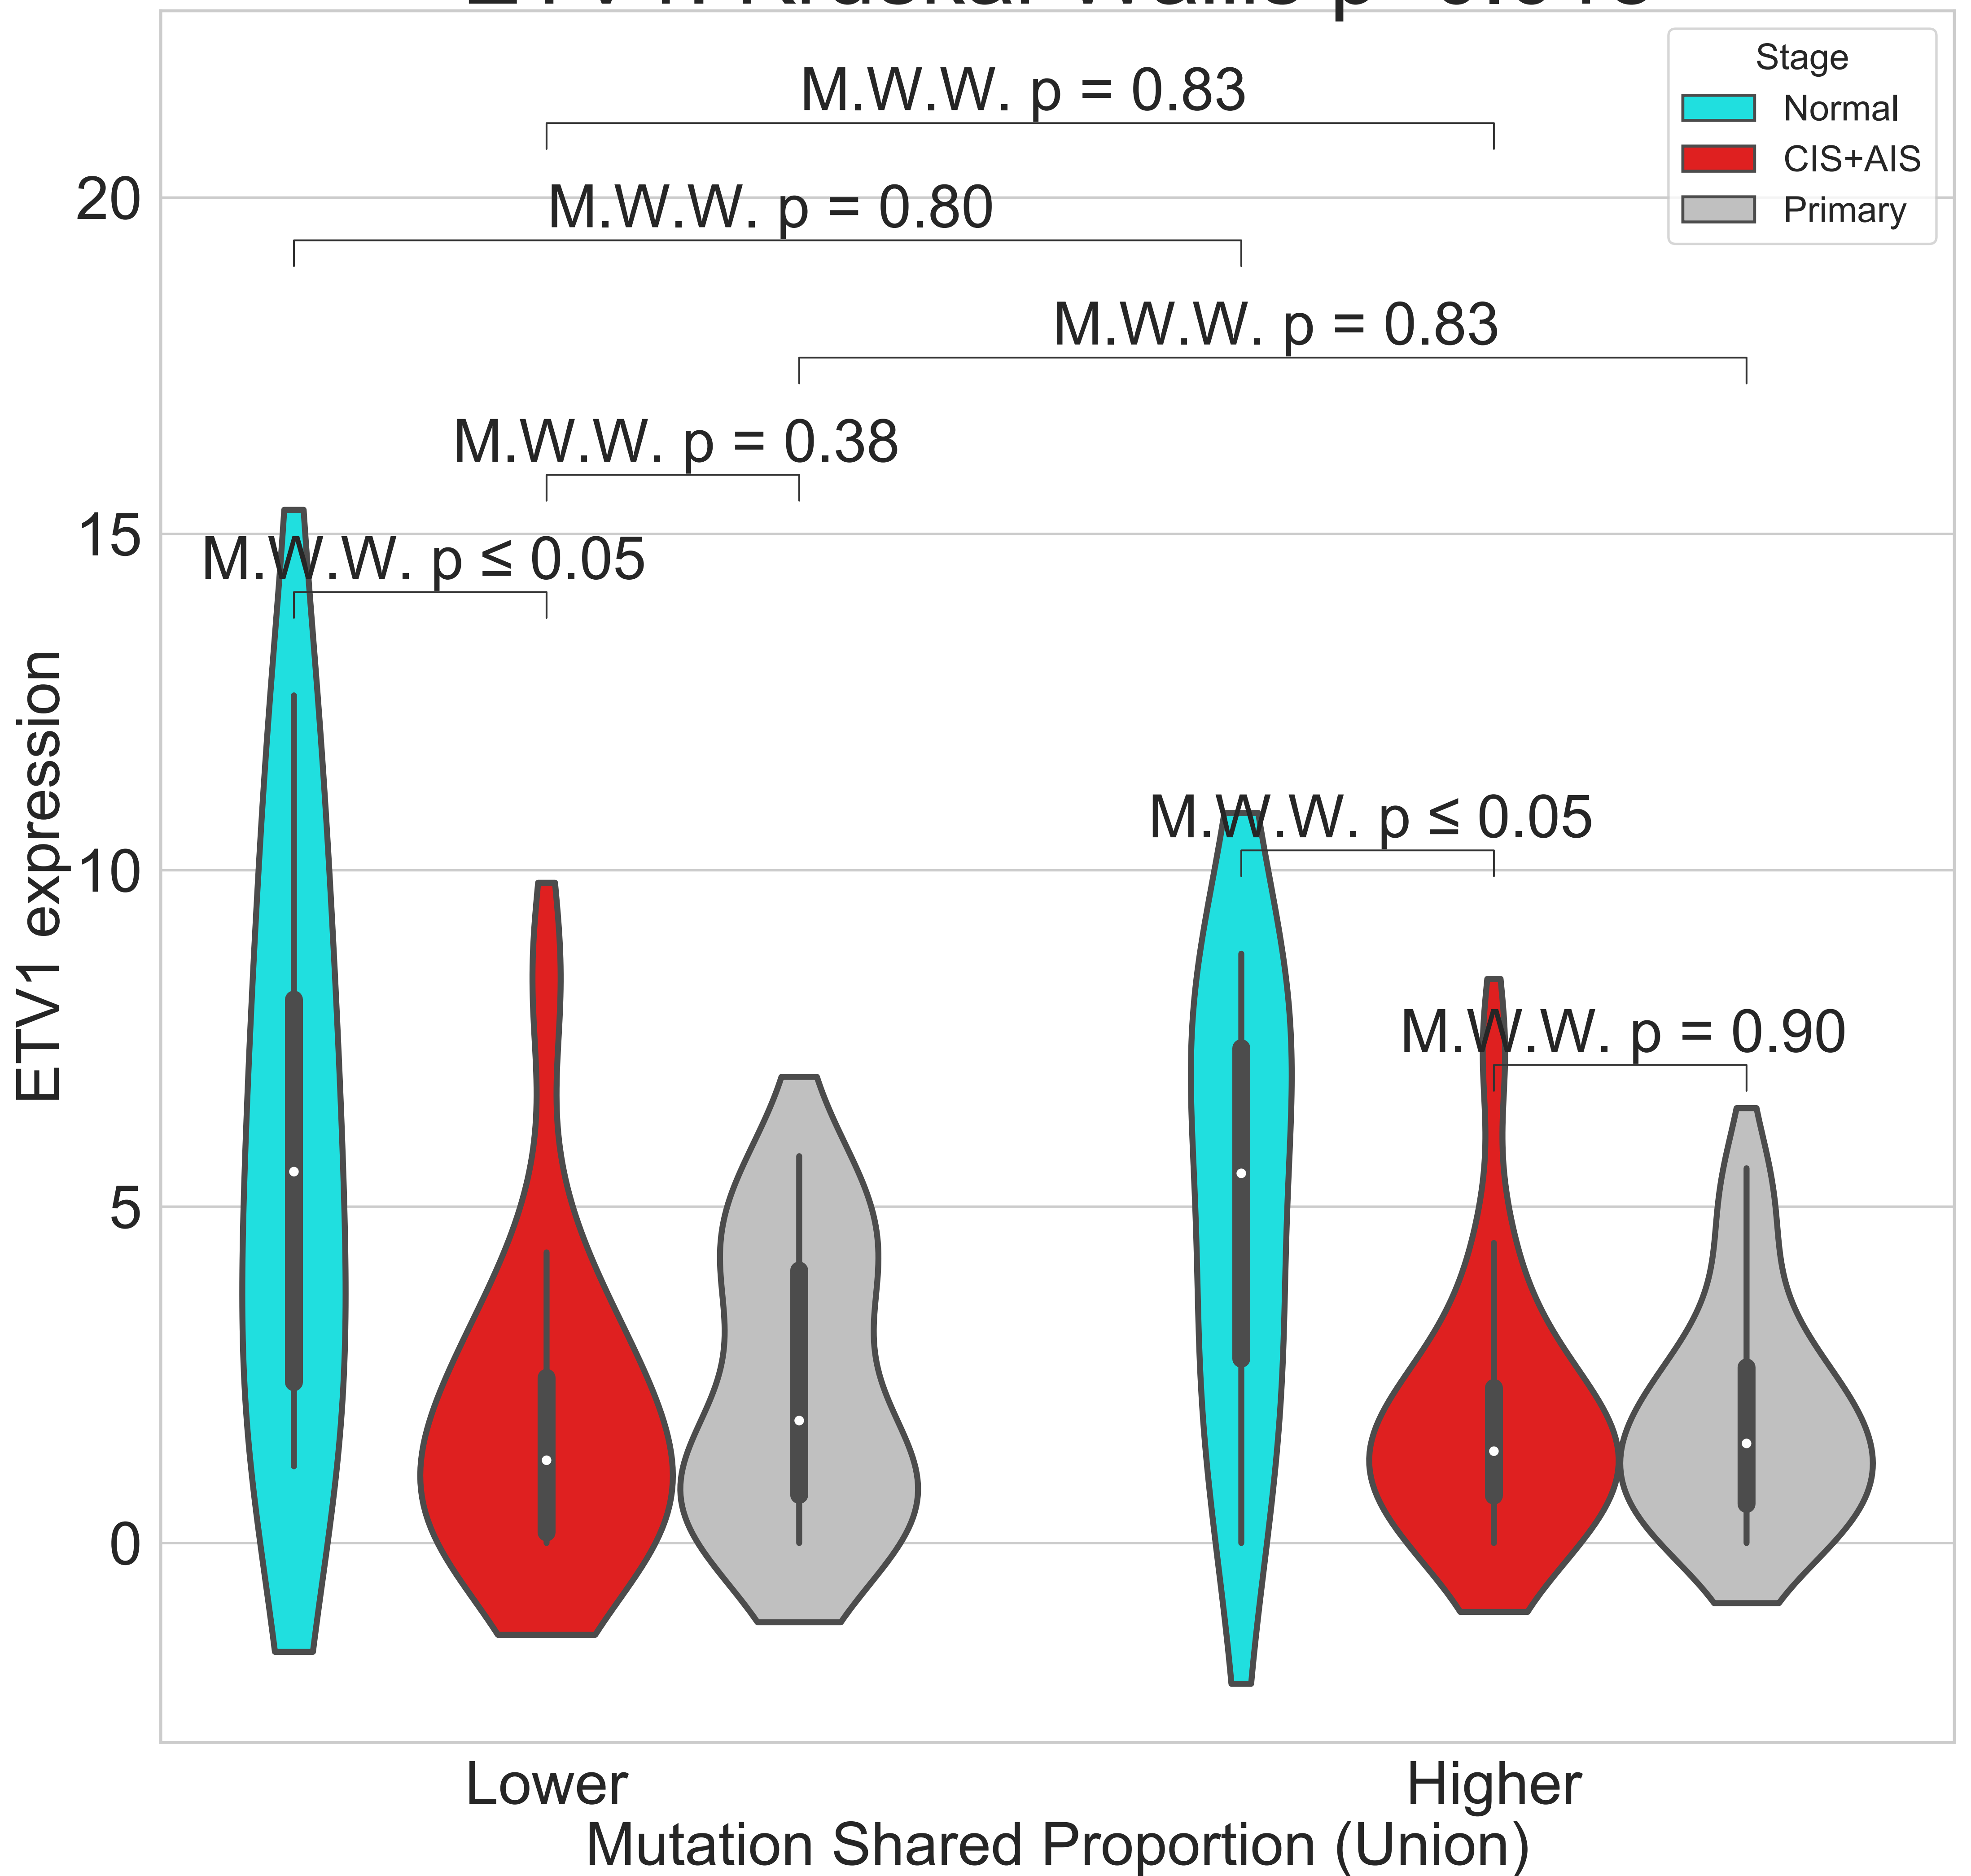 Stage
Normal
CIS+AIS
Primary
M.W.W. p = 0.83
M.W.W. p = 0.80
M.W.W. p = 0.83
M.W.W. p = 0.38
M.W.W. p ≤ 0.05
M.W.W. p ≤ 0.05
M.W.W. p = 0.90
20
15
10
5
0
ETV1 expression
Lower
Higher
Mutation Shared Proportion (Union)